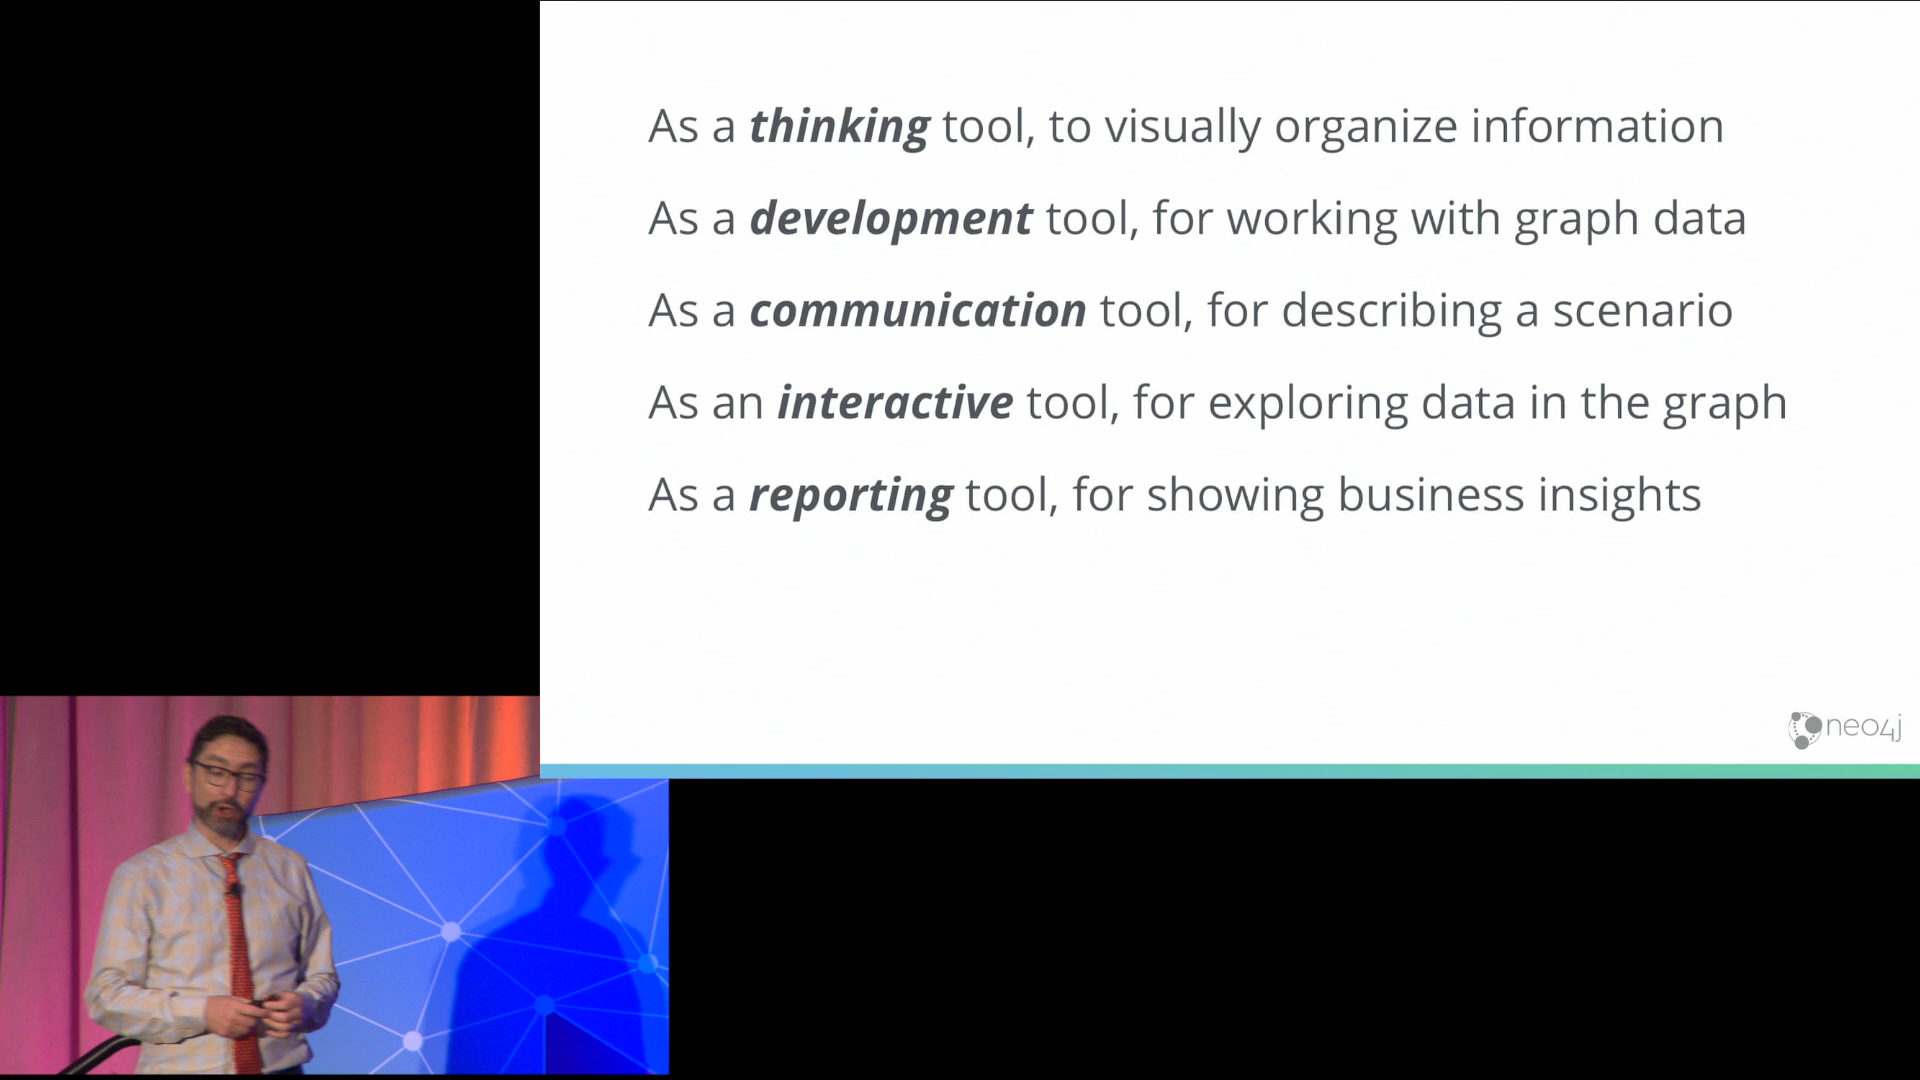 As a thinking tool, to visually organize information
As a development tool, for working with graph data
As a communication tool, for describing a scenario
As an interactive tool, for exploring data in the graph
As a reporting tool, for showing business insights
neo4j